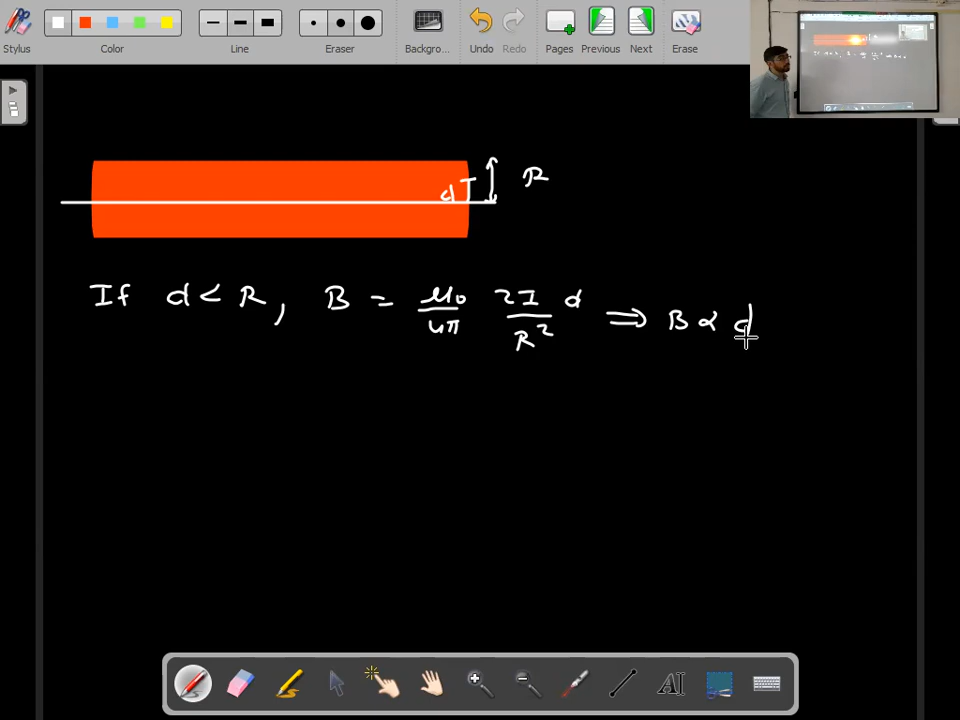 Stylus Color Line Eraser Backgro... Undo Redo Pages Previous Next Erase
R
d
If d < R, B = μ₀/4π 2I/R² d ⇒ B ∝ d